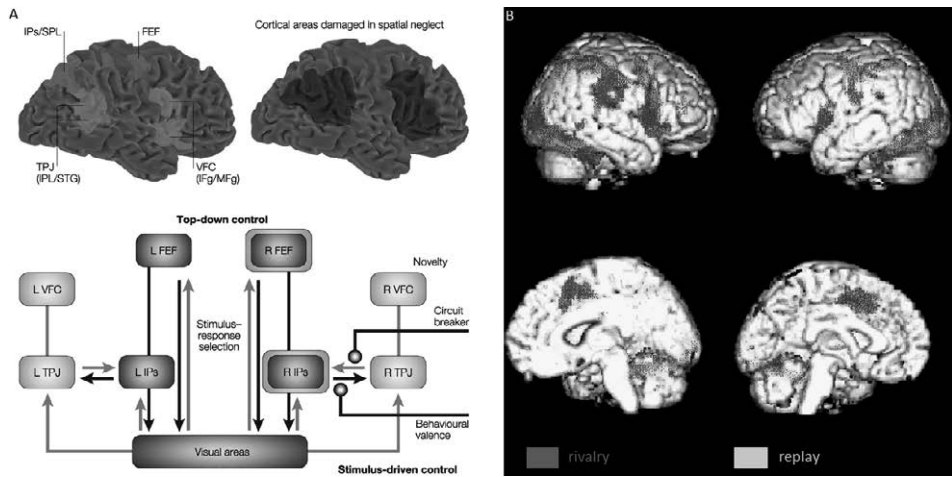 A
IPs/SPL
FEF
Cortical areas damaged in spatial neglect
TPJ
(IPL/STG)
VFC
(IFg/MFg)
Top-down control
L FEF
R FEF
Novelty
L VFC
R VFC
Circuit
breaker
Stimulus–
response
selection
L TPJ
L IPs
R IPs
R TPJ
Behavioural
valence
Visual areas
Stimulus-driven control
B
rivalry
replay